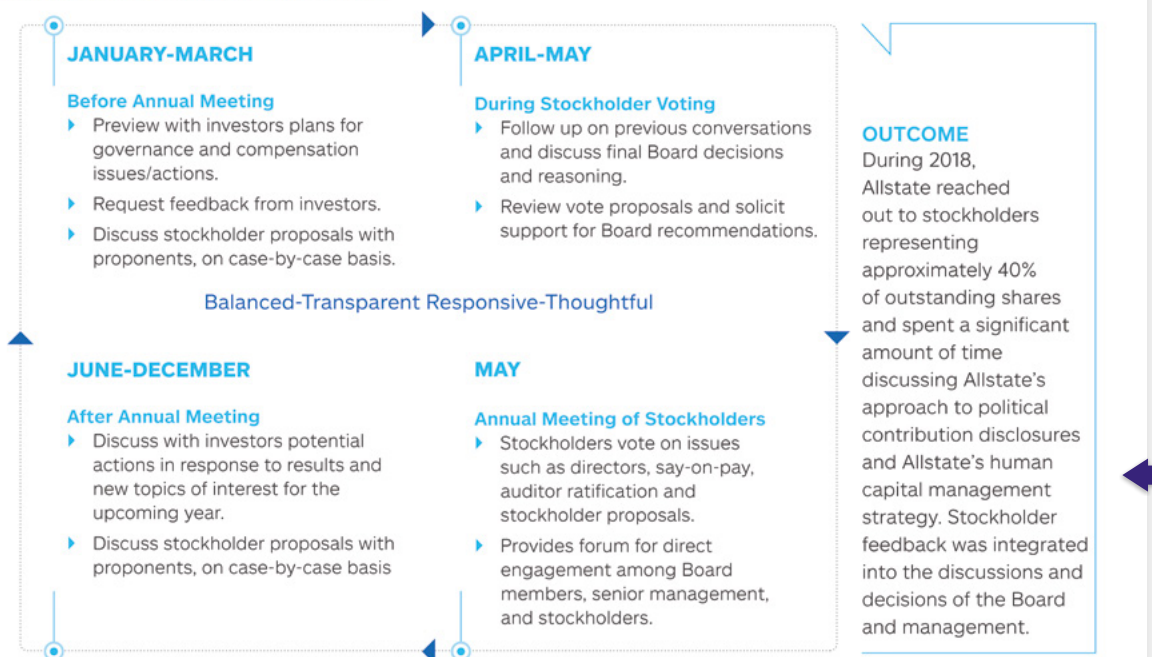 JANUARY-MARCH
Before Annual Meeting
Preview with investors plans for
governance and compensation
issues/actions.
Request feedback from investors.
Discuss stockholder proposals with
proponents, on case-by-case basis.
APRIL-MAY
During Stockholder Voting
Follow up on previous conversations
and discuss final Board decisions
and reasoning.
Review vote proposals and solicit
support for Board recommendations.
Balanced-Transparent Responsive-Thoughtful
JUNE-DECEMBER
After Annual Meeting
Discuss with investors potential
actions in response to results and
new topics of interest for the
upcoming year.
Discuss stockholder proposals with
proponents, on case-by-case basis
MAY
Annual Meeting of Stockholders
Stockholders vote on issues
such as directors, say-on-pay,
auditor ratification and
stockholder proposals.
Provides forum for direct
engagement among Board
members, senior management,
and stockholders.
OUTCOME
During 2018,
Allstate reached
out to stockholders
representing
approximately 40%
of outstanding shares
and spent a significant
amount of time
discussing Allstate's
approach to political
contribution disclosures
and Allstate's human
capital management
strategy. Stockholder
feedback was integrated
into the discussions and
decisions of the Board
and management.